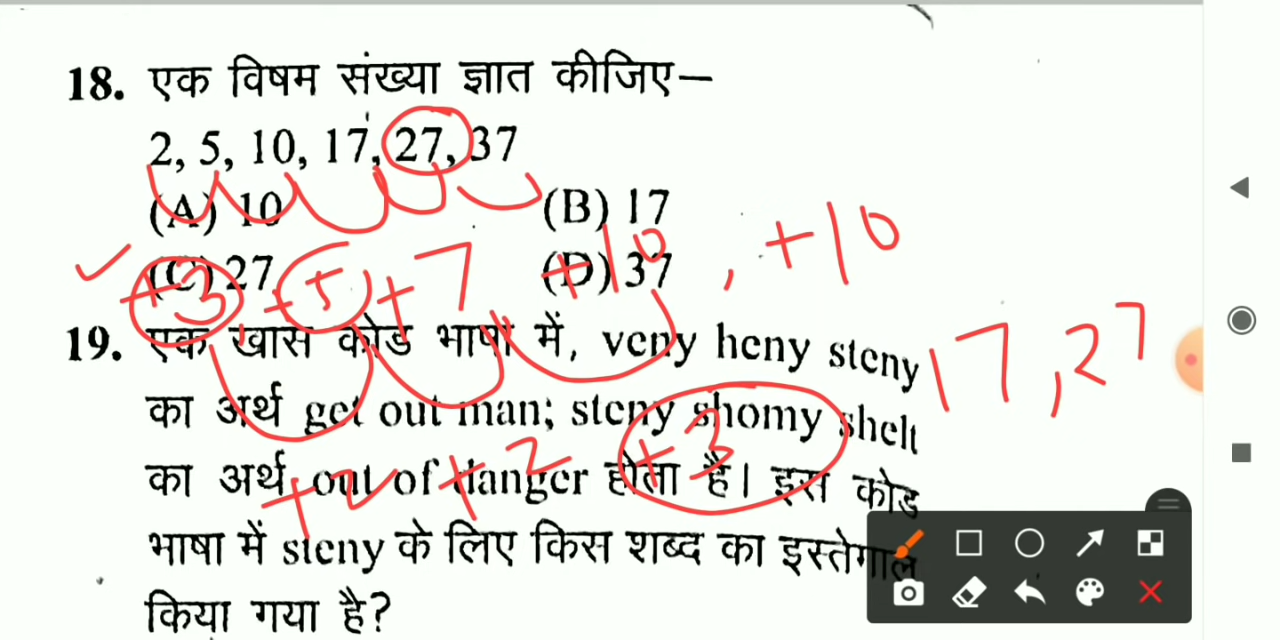 18. एक विषम संख्या ज्ञात कीजिए—
2, 5, 10, 17, 27, 37
(A) 10 (B) 17
(C) 27 (D) 37
+3 +5 +7 +10, +10
19. एक खास कोड भाषा में, veny heny steny
17, 27
का अर्थ get out man; steny shomy shelt
+2 +2 +3
का अर्थ out of danger होता है। इस कोड
भाषा में steny के लिए किस शब्द का इस्तेमाल
किया गया है?